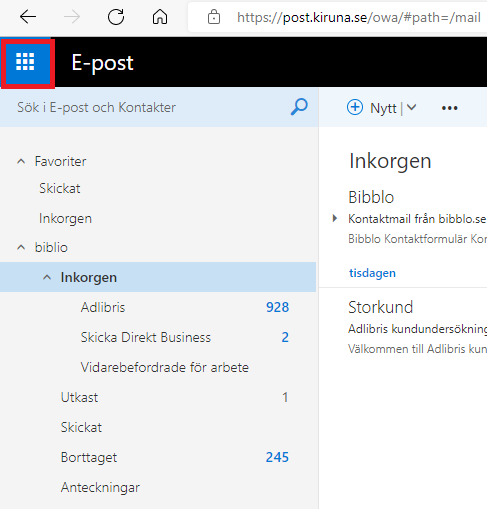 https://post.kiruna.se/owa/#path=/mail
E-post
Sök i E-post och Kontakter
Nytt | ...
Favoriter
Skickat
Inkorgen
biblio
Inkorgen
Adlibris 928
Skicka Direkt Business 2
Vidarebefordrade för arbete
Utkast 1
Skickat
Borttaget 245
Anteckningar
Inkorgen
Bibblo
Kontaktmail från bibblo.se
Bibblo Kontaktformulär Kor
tisdagen
Storkund
Adlibris kundundersökning
Välkommen till Adlibris kun